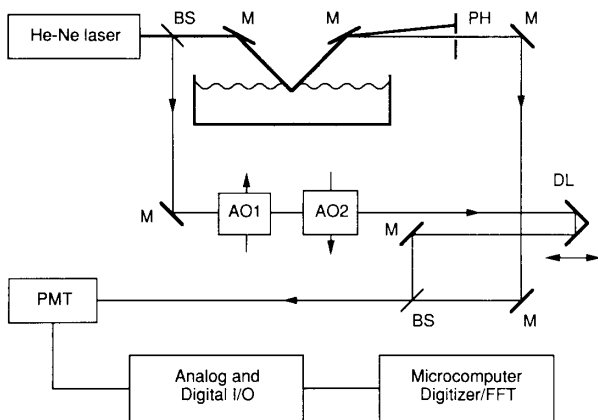 BS
M
M
PH
M
He-Ne laser
DL
M
AO1
AO2
M
PMT
BS
M
Analog and
Digital I/O
Microcomputer
Digitizer/FFT